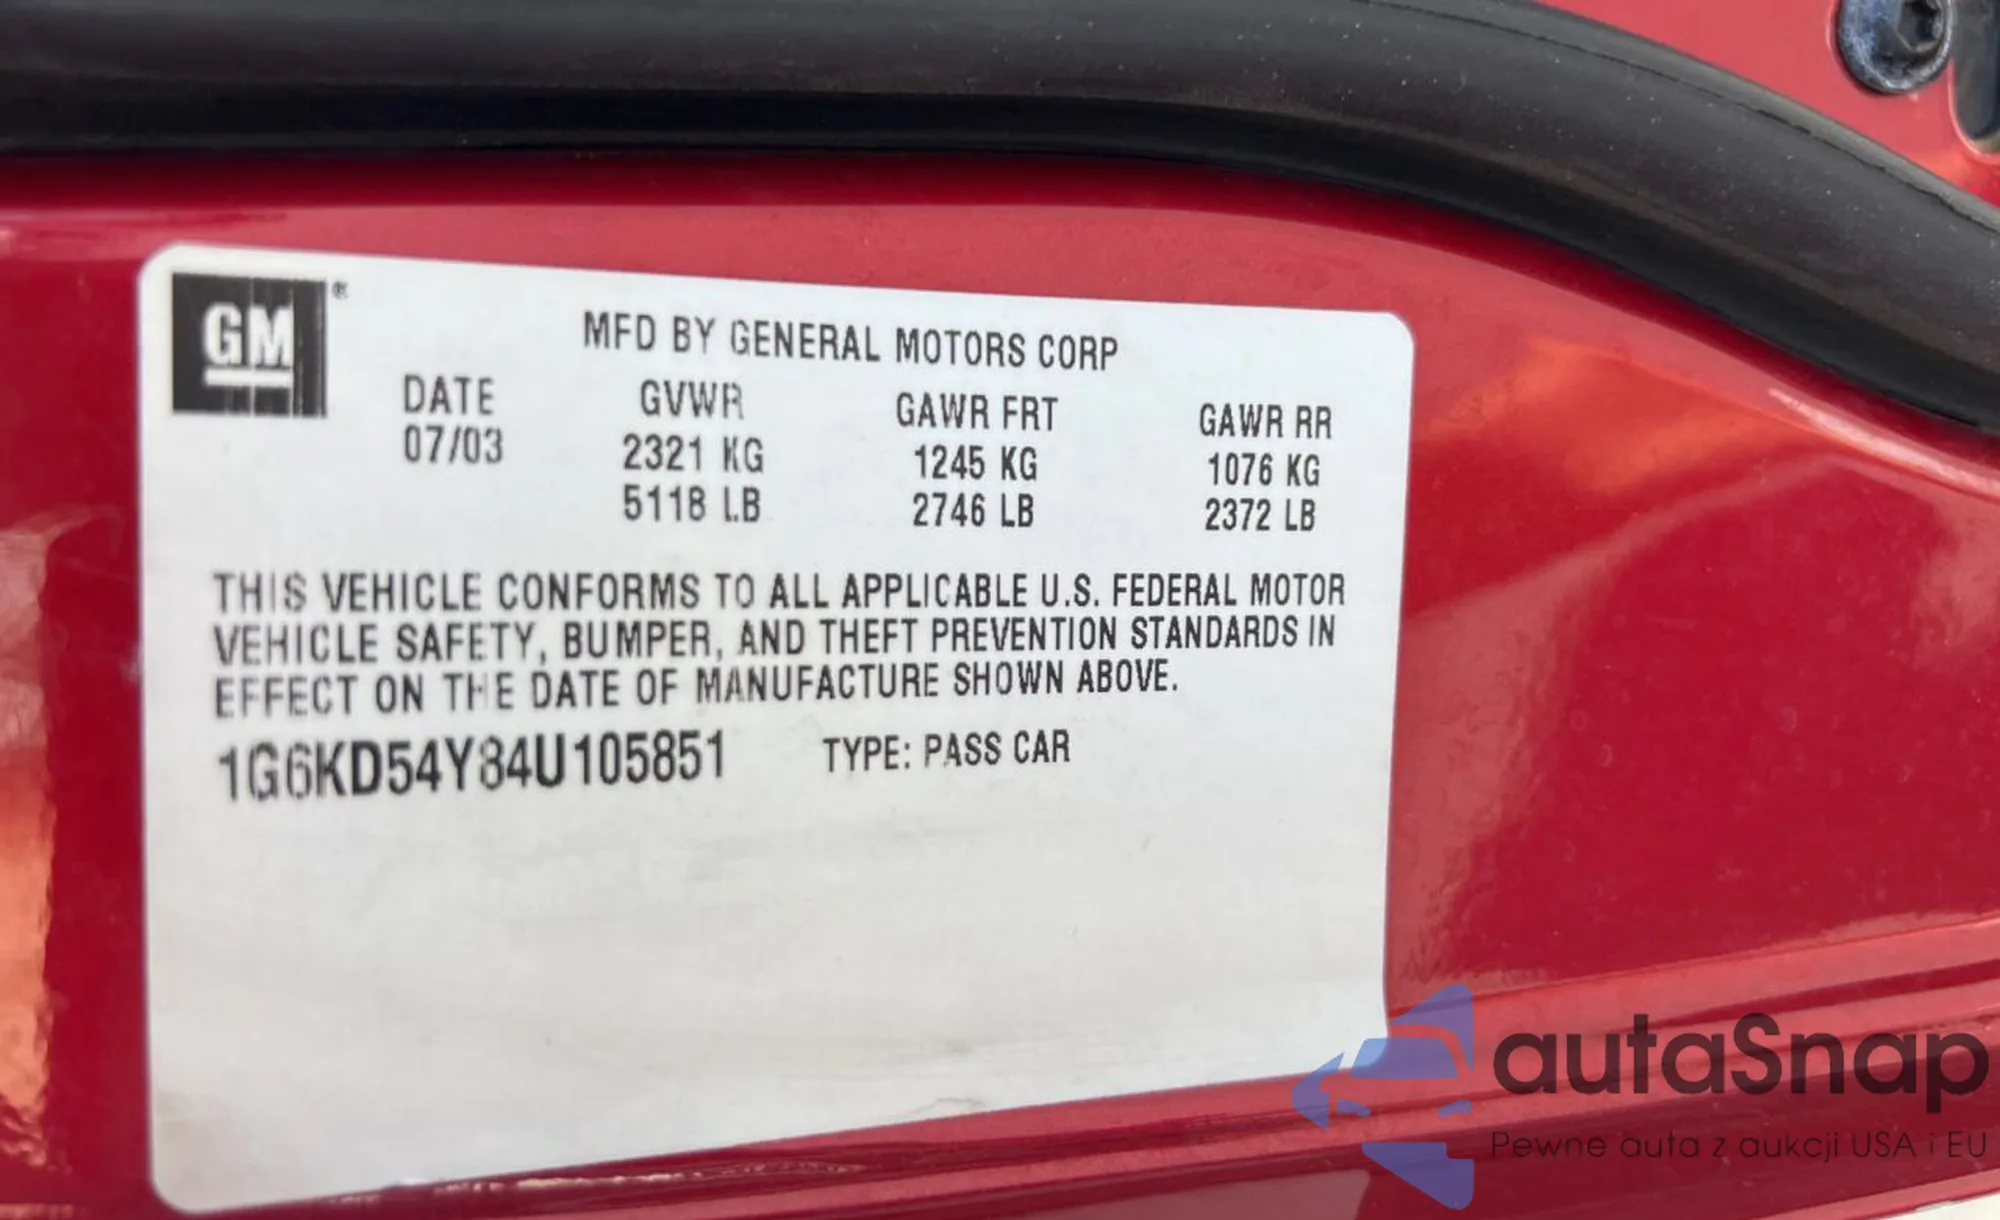 GM ®
MFD BY GENERAL MOTORS CORP
DATE GVWR GAWR FRT GAWR RR
07/03 2321 KG 1245 KG 1076 KG
5118 LB 2746 LB 2372 LB
THIS VEHICLE CONFORMS TO ALL APPLICABLE U.S. FEDERAL MOTOR
VEHICLE SAFETY, BUMPER, AND THEFT PREVENTION STANDARDS IN
EFFECT ON THE DATE OF MANUFACTURE SHOWN ABOVE.
1G6KD54Y84U105851 TYPE: PASS CAR
autaSnap
Pewne auta z aukcji USA i EU